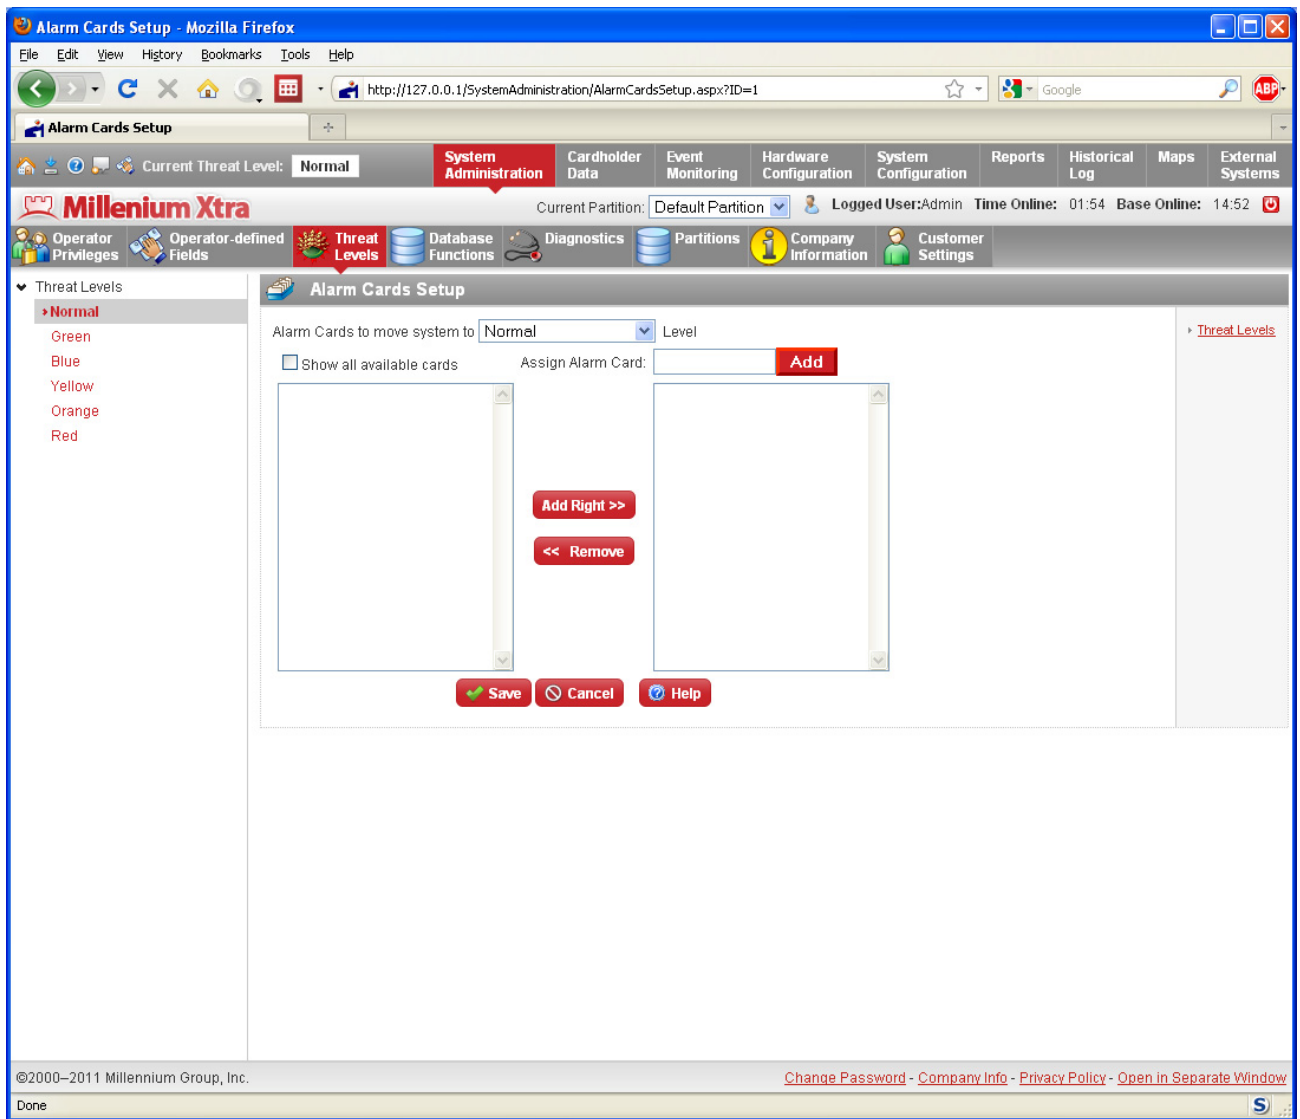 Alarm Cards Setup - Mozilla Firefox
File Edit View History Bookmarks Tools Help
http://127.0.0.1/SystemAdministration/AlarmCardsSetup.aspx?ID=1
Google
ABP
Alarm Cards Setup
Current Threat Level: Normal
System Administration
Cardholder Data
Event Monitoring
Hardware Configuration
System Configuration
Reports
Historical Log
Maps
External Systems
Millenium Xtra
Current Partition: Default Partition
Logged User:Admin Time Online: 01:54 Base Online: 14:52
Operator Privileges
Operator-defined Fields
Threat Levels
Database Functions
Diagnostics
Partitions
Company Information
Customer Settings
Threat Levels
Normal
Green
Blue
Yellow
Orange
Red
Alarm Cards Setup
Alarm Cards to move system to Normal Level
Show all available cards
Assign Alarm Card: Add
Add Right >>
<< Remove
Save Cancel Help
Threat Levels
©2000–2011 Millennium Group, Inc.
Change Password - Company Info - Privacy Policy - Open in Separate Window
Done
S